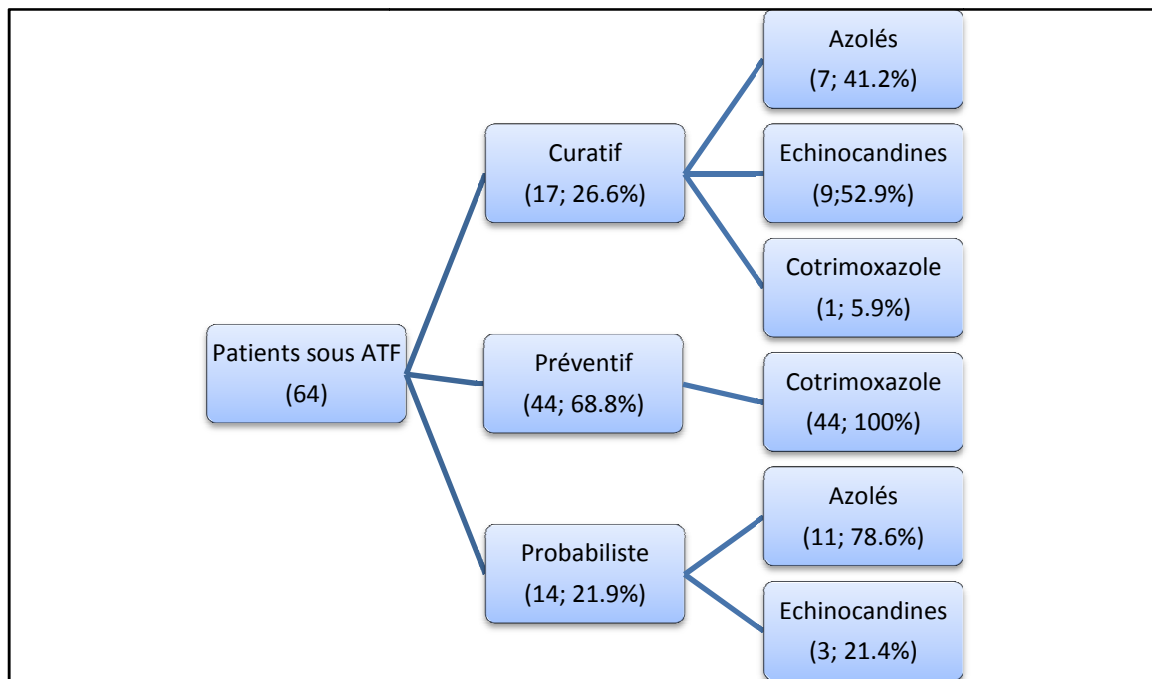 Patients sous ATF
(64)
Curatif
(17; 26.6%)
Azolés
(7; 41.2%)
Echinocandines
(9;52.9%)
Cotrimoxazole
(1; 5.9%)
Préventif
(44; 68.8%)
Cotrimoxazole
(44; 100%)
Probabiliste
(14; 21.9%)
Azolés
(11; 78.6%)
Echinocandines
(3; 21.4%)